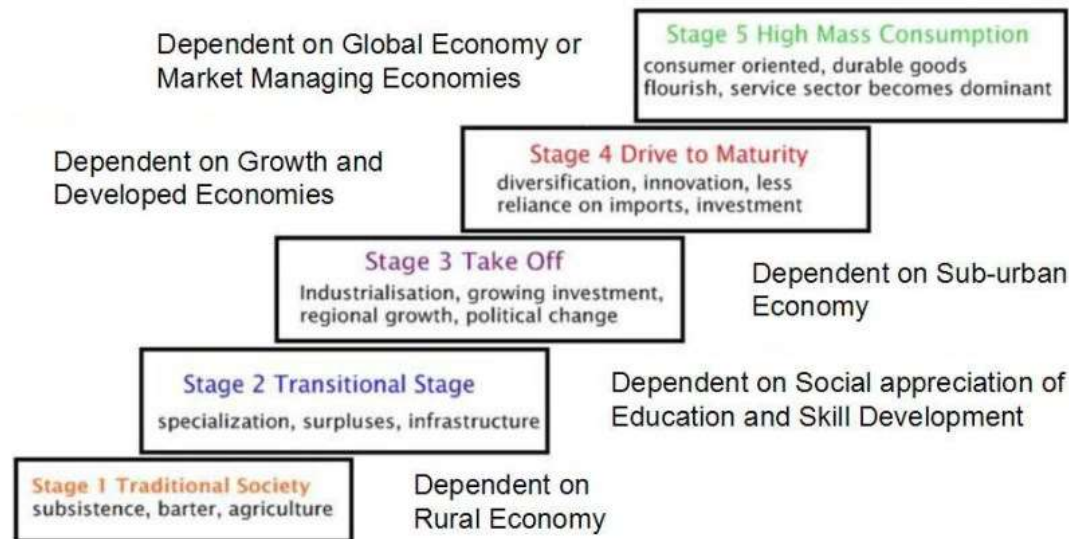 Dependent on Global Economy or
Market Managing Economies
Stage 5 High Mass Consumption
consumer oriented, durable goods
flourish, service sector becomes dominant
Dependent on Growth and
Developed Economies
Stage 4 Drive to Maturity
diversification, innovation, less
reliance on imports, investment
Stage 3 Take Off
Industrialisation, growing investment,
regional growth, political change
Dependent on Sub-urban
Economy
Stage 2 Transitional Stage
specialization, surpluses, infrastructure
Dependent on Social appreciation of
Education and Skill Development
Stage 1 Traditional Society
subsistence, barter, agriculture
Dependent on
Rural Economy